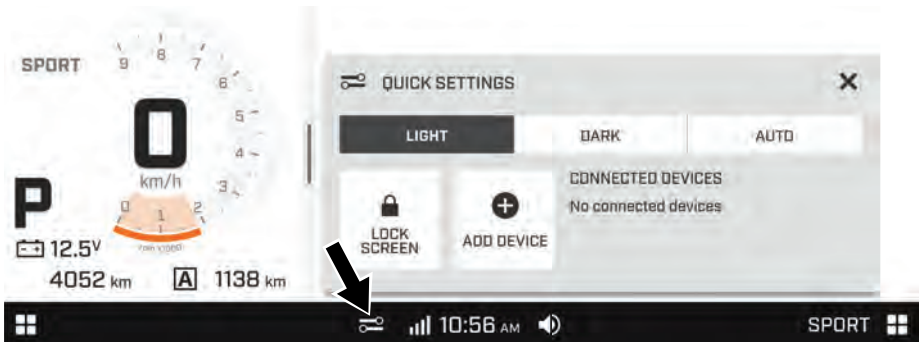 SPORT
9 8 7 6 5 4 3 2 1 0
0
km/h
P
12.5V
4052 km A 1138 km
QUICK SETTINGS
LIGHT DARK AUTO
LOCK
SCREEN
ADD DEVICE
CONNECTED DEVICES
No connected devices
10:56 AM
SPORT